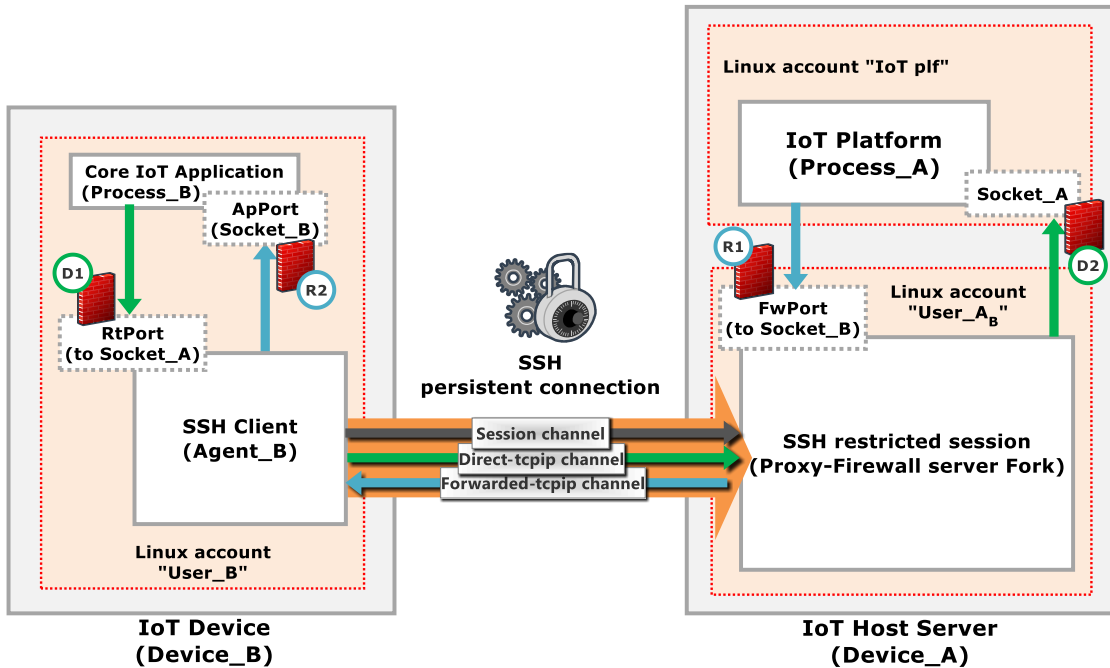 Core IoT Application
(Process_B)
ApPort
(Socket_B)
D1
R2
RtPort
(to Socket_A)
SSH Client
(Agent_B)
Linux account
"User_B"
IoT Device
(Device_B)
SSH
persistent connection
Session channel
Direct-tcpip channel
Forwarded-tcpip channel
Linux account "IoT plf"
IoT Platform
(Process_A)
Socket_A
R1
D2
FwPort
(to Socket_B)
Linux account
"User_A_B"
SSH restricted session
(Proxy-Firewall server Fork)
IoT Host Server
(Device_A)